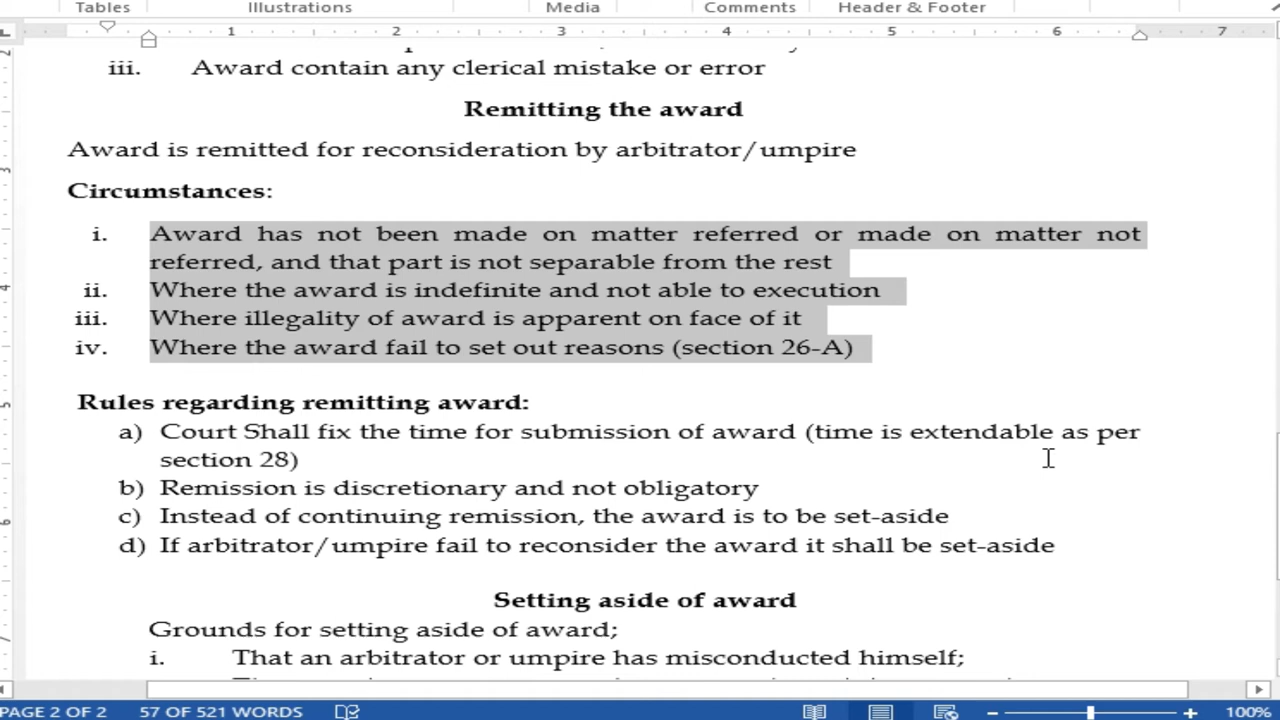 Tables Illustrations Media Comments Header & Footer
1 2 3 4 5 6 7
iii. Award contain any clerical mistake or error
Remitting the award
Award is remitted for reconsideration by arbitrator/umpire
Circumstances:
i. Award has not been made on matter referred or made on matter not
referred, and that part is not separable from the rest
ii. Where the award is indefinite and not able to execution
iii. Where illegality of award is apparent on face of it
iv. Where the award fail to set out reasons (section 26-A)
Rules regarding remitting award:
a) Court Shall fix the time for submission of award (time is extendable as per
section 28)
b) Remission is discretionary and not obligatory
c) Instead of continuing remission, the award is to be set-aside
d) If arbitrator/umpire fail to reconsider the award it shall be set-aside
Setting aside of award
Grounds for setting aside of award;
i. That an arbitrator or umpire has misconducted himself;
PAGE 2 OF 2 57 OF 521 WORDS 100%